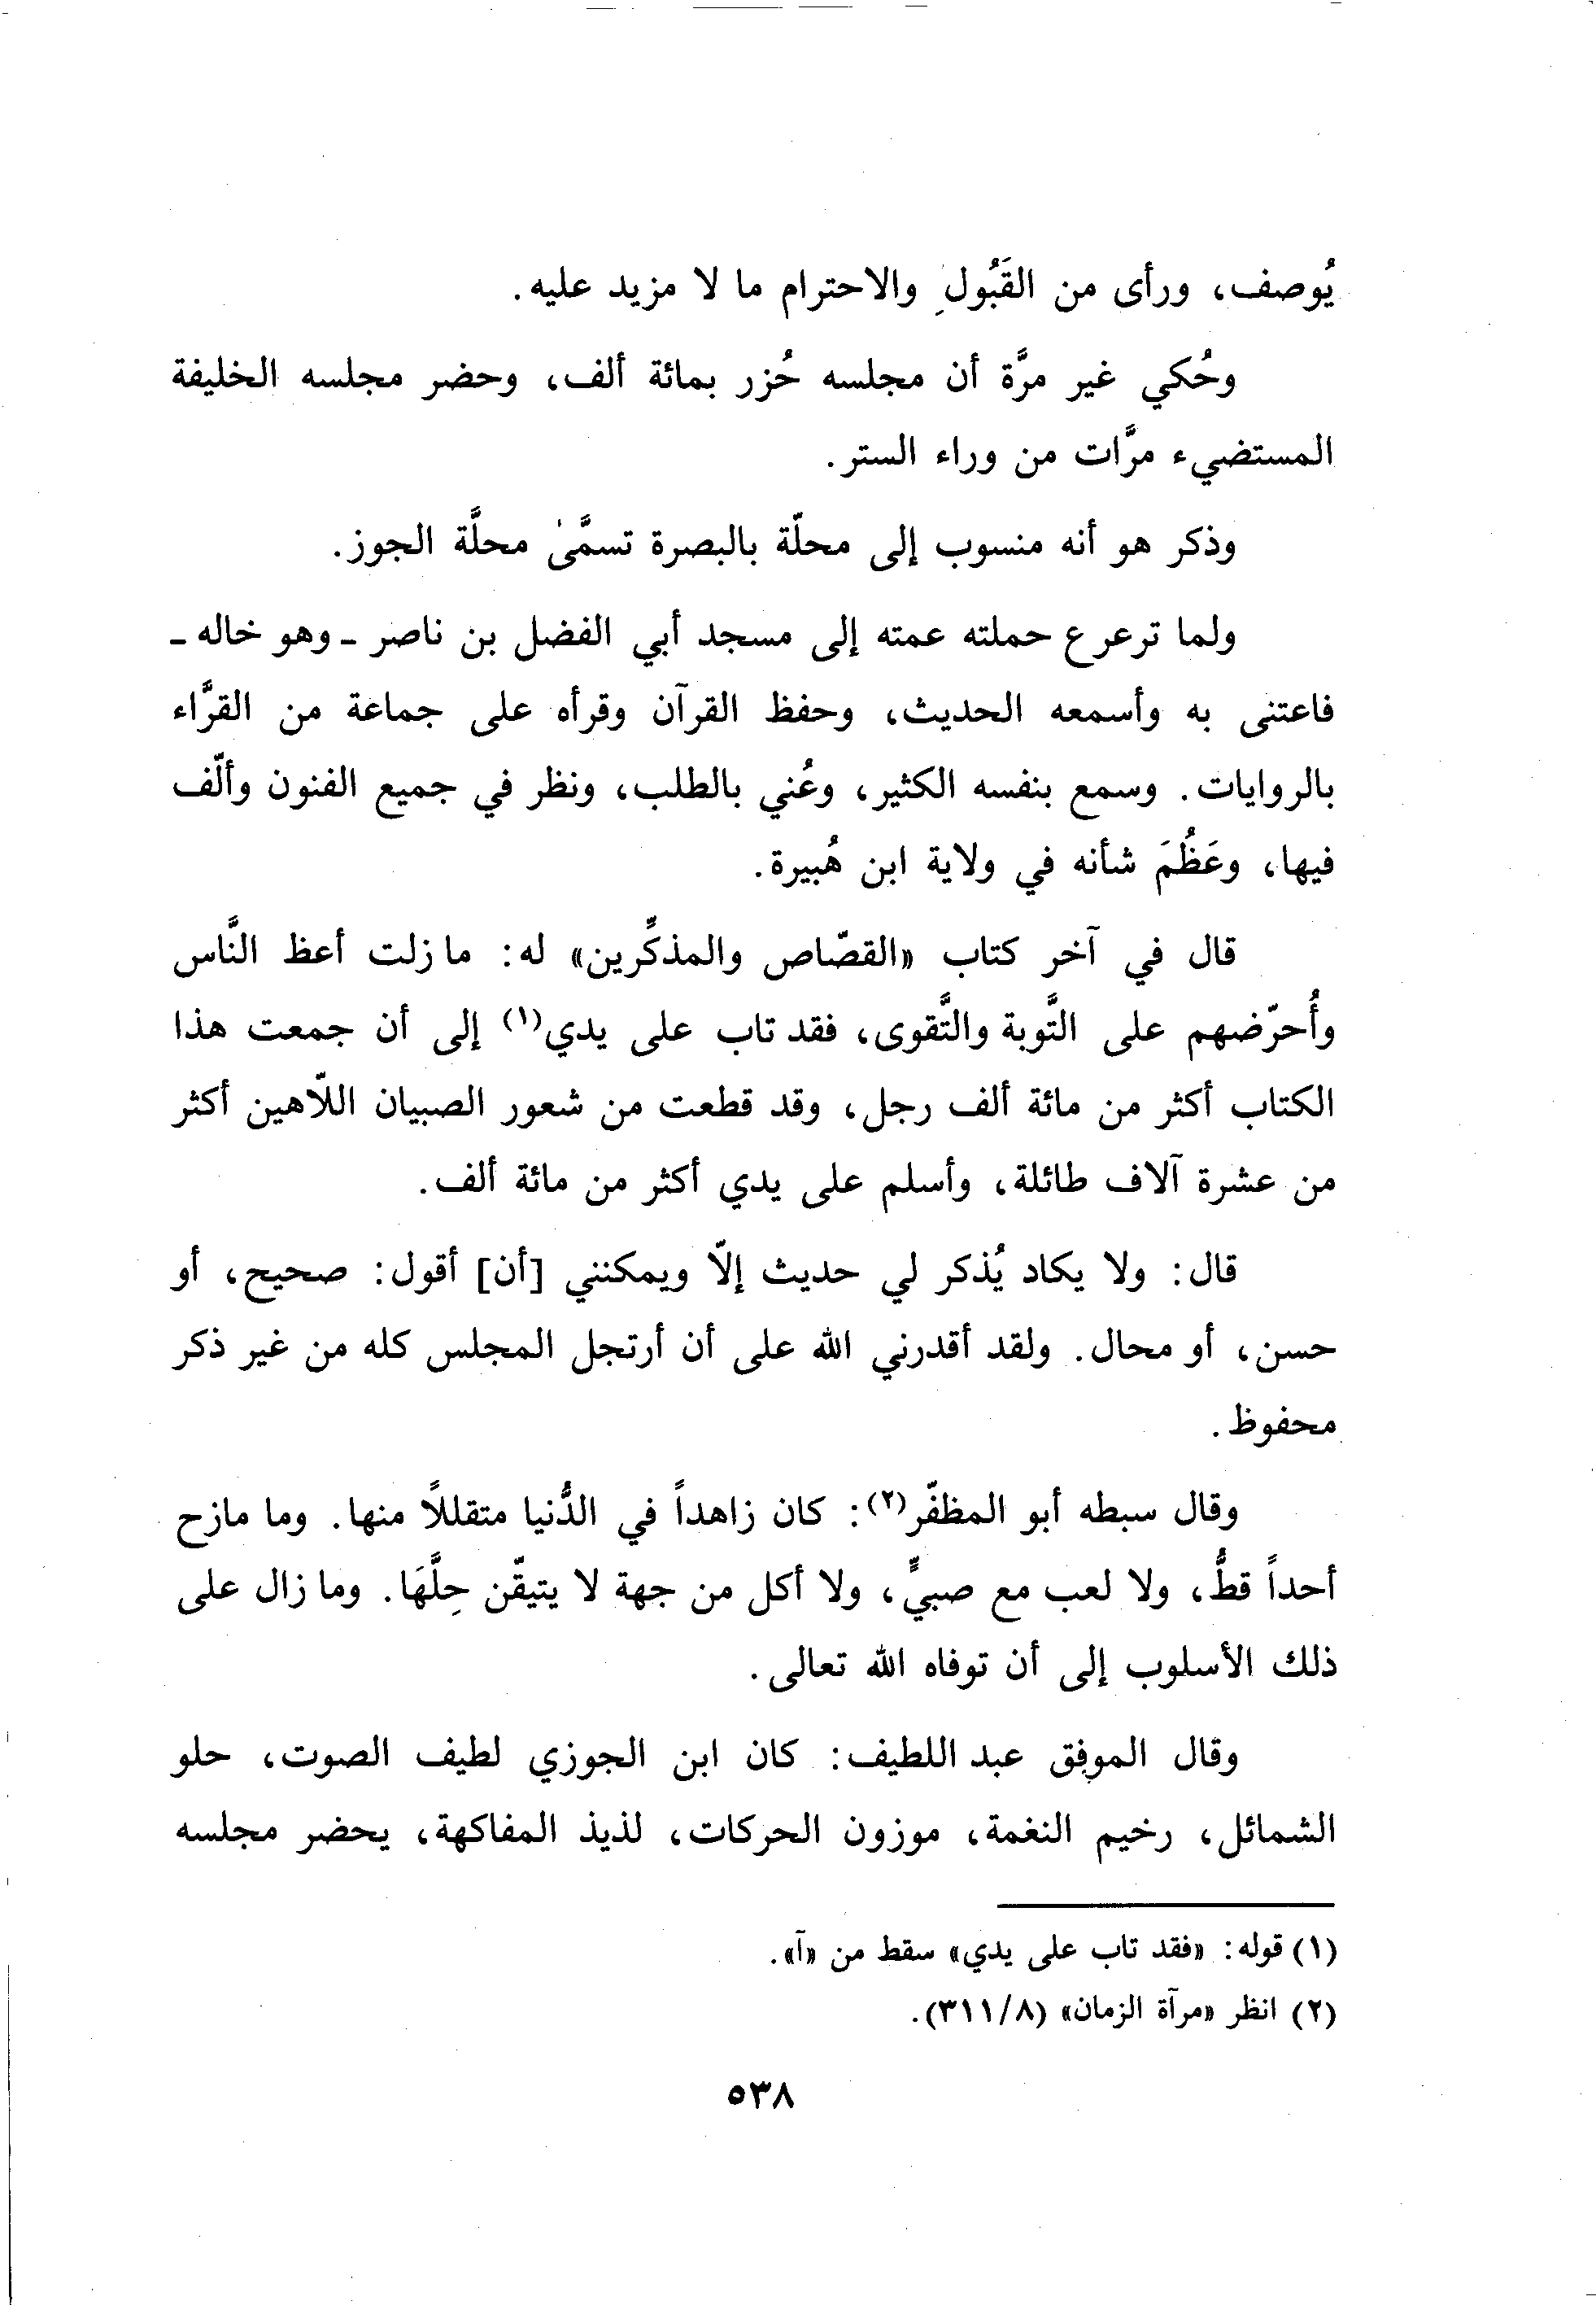 يُوصف، ورأى من القَبُولِ والاحترام ما لا مزيد عليه.
وحُكي غير مرَّة أن مجلسه حُزر بمائة ألف، وحضر مجلسه الخليفة
المستضيء مرَّات من وراء الستر.
وذكر هو أنه منسوب إلى محلّة بالبصرة تسمَّىٰ محلَّة الجوز.
ولما ترعرع حملته عمته إلى مسجد أبي الفضل بن ناصر - وهو خاله -
فاعتنى به وأسمعه الحديث، وحفظ القرآن وقرأه على جماعة من القرَّاء
بالروايات. وسمع بنفسه الكثير، وعُني بالطلب، ونظر في جميع الفنون وألّف
فيها، وعَظُمَ شأنه في ولاية ابن هُبيرة.
قال في آخر كتاب «القصّاص والمذكِّرين» له: ما زلت أعظ النَّاس
وأُحرّضهم على التَّوبة والتَّقوى، فقد تاب على يدي(١) إلى أن جمعت هذا
الكتاب أكثر من مائة ألف رجل، وقد قطعت من شعور الصبيان اللّاهين أكثر
من عشرة آلاف طائلة، وأسلم على يدي أكثر من مائة ألف.
قال: ولا يكاد يُذكر لي حديث إلّا ويمكنني [أن] أقول: صحيح، أو
حسن، أو محال. ولقد أقدرني الله على أن أرتجل المجلس كله من غير ذكر
محفوظ.
وقال سبطه أبو المظفّر(٢): كان زاهداً في الدُّنيا متقللاً منها. وما مازح
أحداً قطُّ، ولا لعب مع صبيٍّ، ولا أكل من جهة لا يتيقّن حِلَّهَا. وما زال على
ذلك الأسلوب إلى أن توفاه الله تعالى.
وقال الموفق عبد اللطيف: كان ابن الجوزي لطيف الصوت، حلو
الشمائل، رخيم النغمة، موزون الحركات، لذيذ المفاكهة، يحضر مجلسه
(١) قوله: «فقد تاب على يدي» سقط من «آ».
(٢) انظر «مرآة الزمان» (٣١١/٨).
٥٣٨